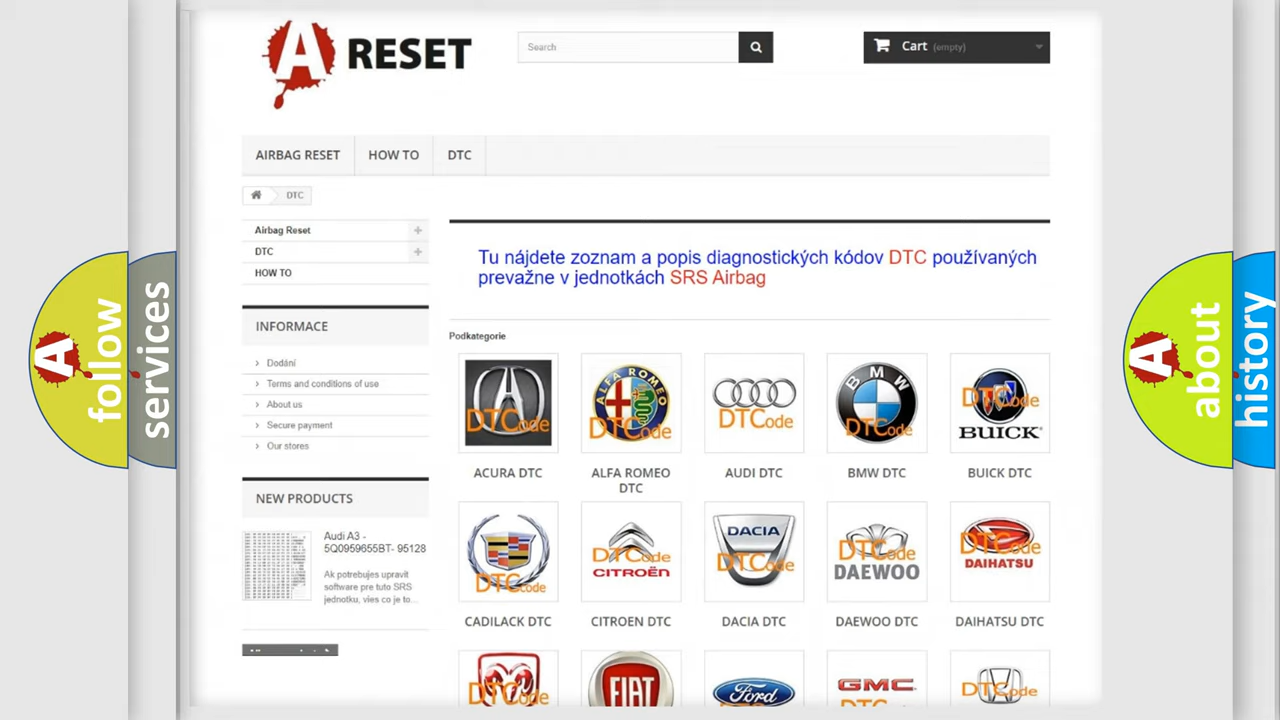 A RESET
Search
Cart (empty)
AIRBAG RESET
HOW TO
DTC
DTC
Airbag Reset
DTC
HOW TO
Tu nájdete zoznam a popis diagnostických kódov DTC používaných
prevažne v jednotkách SRS Airbag
INFORMACE
Dodání
Terms and conditions of use
About us
Secure payment
Our stores
NEW PRODUCTS
Audi A3 -
5Q0959655BT- 95128
Ak potrebujes upravit
software pre tuto SRS
jednotku, vies co je to...
Podkategorie
DTCode
ALFA ROMEO
DTCode
DTCode
BMW
DTCode
DTCode
BUICK
ACURA DTC
ALFA ROMEO
DTC
AUDI DTC
BMW DTC
BUICK DTC
DTCode
DTCode
CITROËN
DACIA
DTCode
DTCode
DAEWOO
DTCode
DAIHATSU
CADILACK DTC
CITROEN DTC
DACIA DTC
DAEWOO DTC
DAIHATSU DTC
DTCode
FIAT
Ford
GMC
DTCode
A follow
services
A about
history